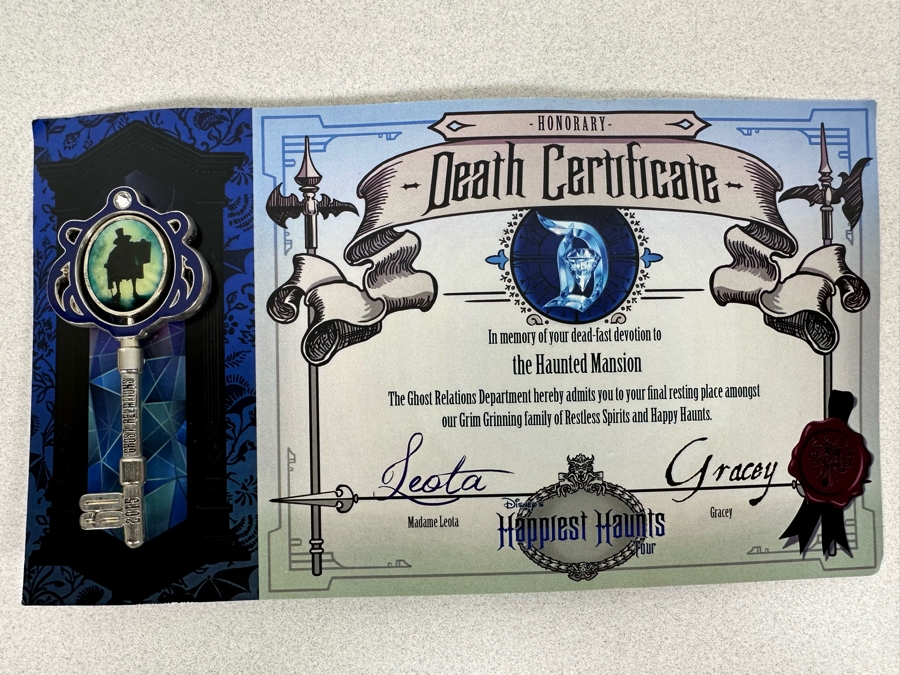 - HONORARY -
- Death Certificate -
D
In memory of your dead-fast devotion to
the Haunted Mansion
The Ghost Relations Department hereby admits you to your final resting place amongst
our Grim Grinning family of Restless Spirits and Happy Haunts.
Leota
Gracey
Madame Leota
Gracey
Disney's
Happiest Haunts
Tour
GHOST RELATIONS